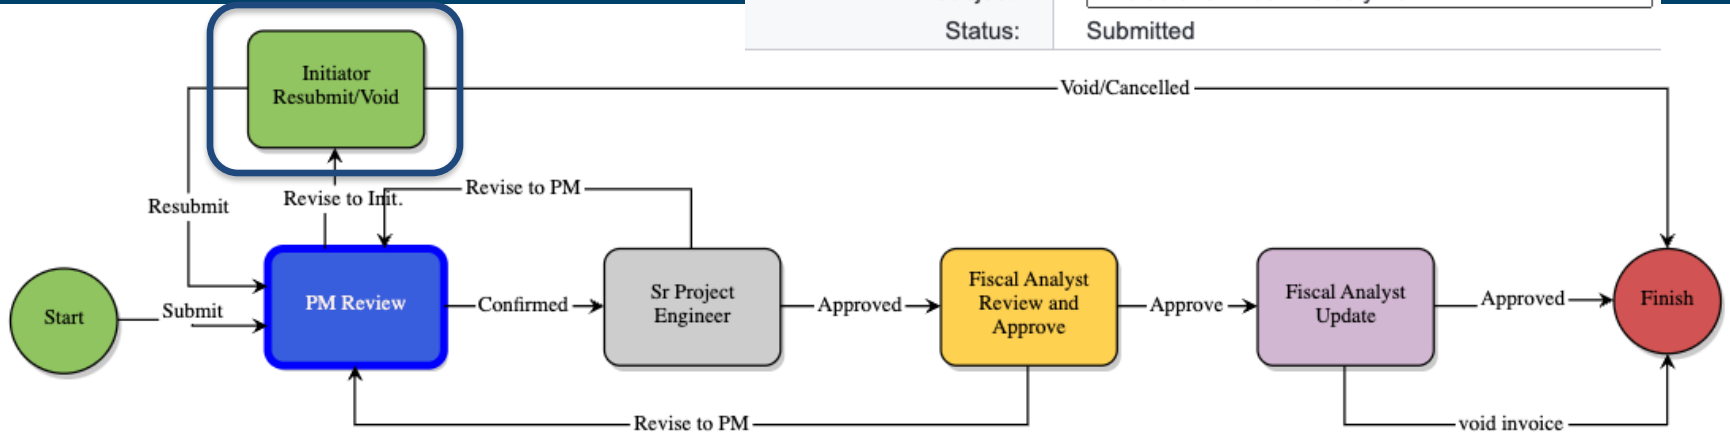 Status: Submitted
Initiator
Resubmit/Void
Void/Cancelled
Resubmit
Revise to Init.
Revise to PM
Start
Submit
PM Review
Confirmed
Sr Project
Engineer
Approved
Fiscal Analyst
Review and
Approve
Approve
Fiscal Analyst
Update
Approved
Finish
Revise to PM
void invoice